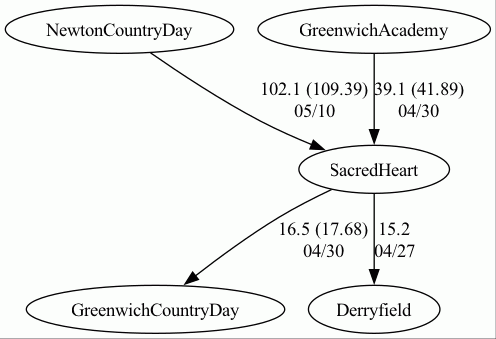 NewtonCountryDay
GreenwichAcademy
102.1 (109.39)
05/10
39.1 (41.89)
04/30
SacredHeart
16.5 (17.68)
04/30
15.2
04/27
GreenwichCountryDay
Derryfield